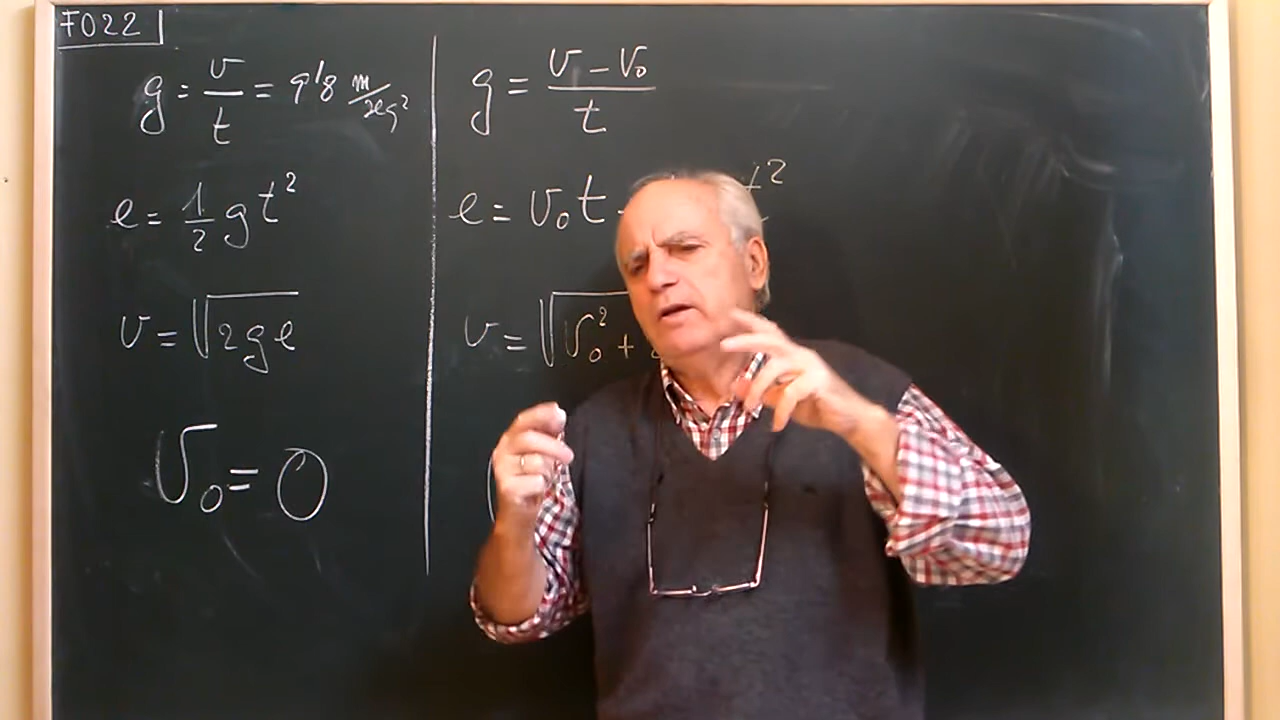 F022
g = v/t = 9'8 m/seg²
e = 1/2 g t²
v = √2ge
v₀ = 0
g = v - v₀/t
e = v₀t t²
v = √v₀² +